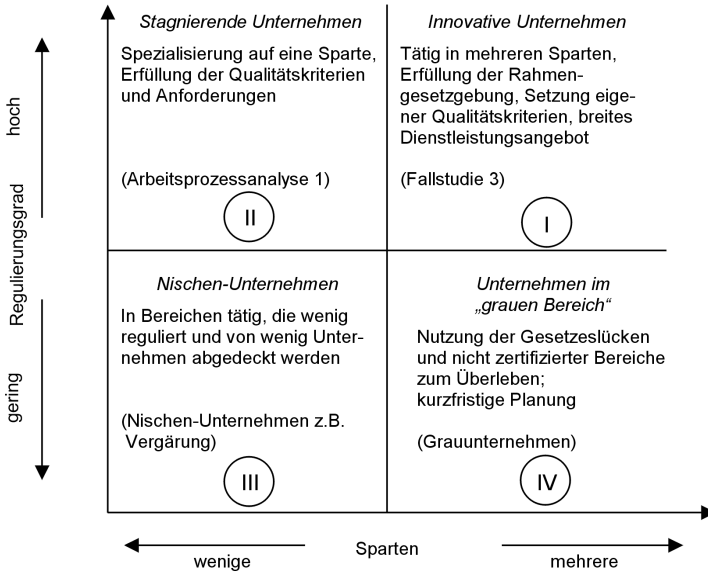 Stagnierende Unternehmen
Spezialisierung auf eine Sparte,
Erfüllung der Qualitätskriterien
und Anforderungen
(Arbeitsprozessanalyse 1)
II
Innovative Unternehmen
Tätig in mehreren Sparten,
Erfüllung der Rahmen-
gesetzgebung, Setzung eige-
ner Qualitätskriterien, breites
Dienstleistungsangebot
(Fallstudie 3)
I
Nischen-Unternehmen
In Bereichen tätig, die wenig
reguliert und von wenig Unter-
nehmen abgedeckt werden
(Nischen-Unternehmen z.B.
Vergärung)
III
Unternehmen im
„grauen Bereich“
Nutzung der Gesetzeslücken
und nicht zertifizierter Bereiche
zum Überleben;
kurzfristige Planung
(Grauunternehmen)
IV
hoch
Regulierungsgrad
gering
wenige
Sparten
mehrere